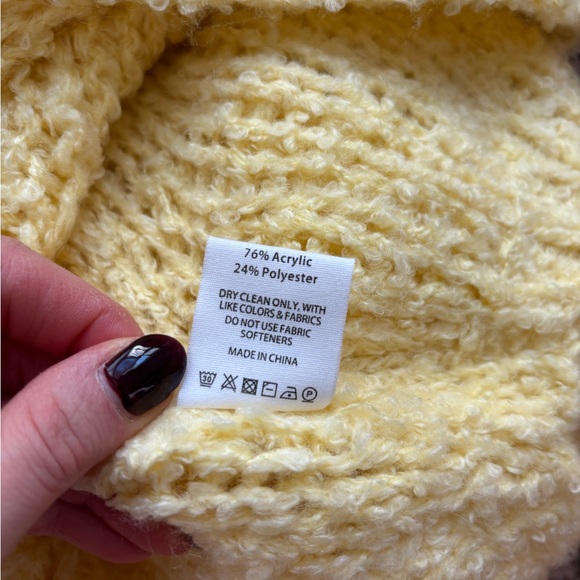 76% Acrylic
24% Polyester
DRY CLEAN ONLY, WITH
LIKE COLORS & FABRICS
DO NOT USE FABRIC
SOFTENERS
MADE IN CHINA
30 P